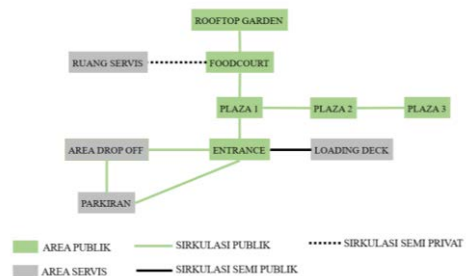 ROOFTOP GARDEN
RUANG SERVIS
FOODCOURT
PLAZA 1
PLAZA 2
PLAZA 3
AREA DROP OFF
ENTRANCE
LOADING DECK
PARKIRAN
AREA PUBLIK
SIRKULASI PUBLIK
SIRKULASI SEMI PRIVAT
AREA SERVIS
SIRKULASI SEMI PUBLIK